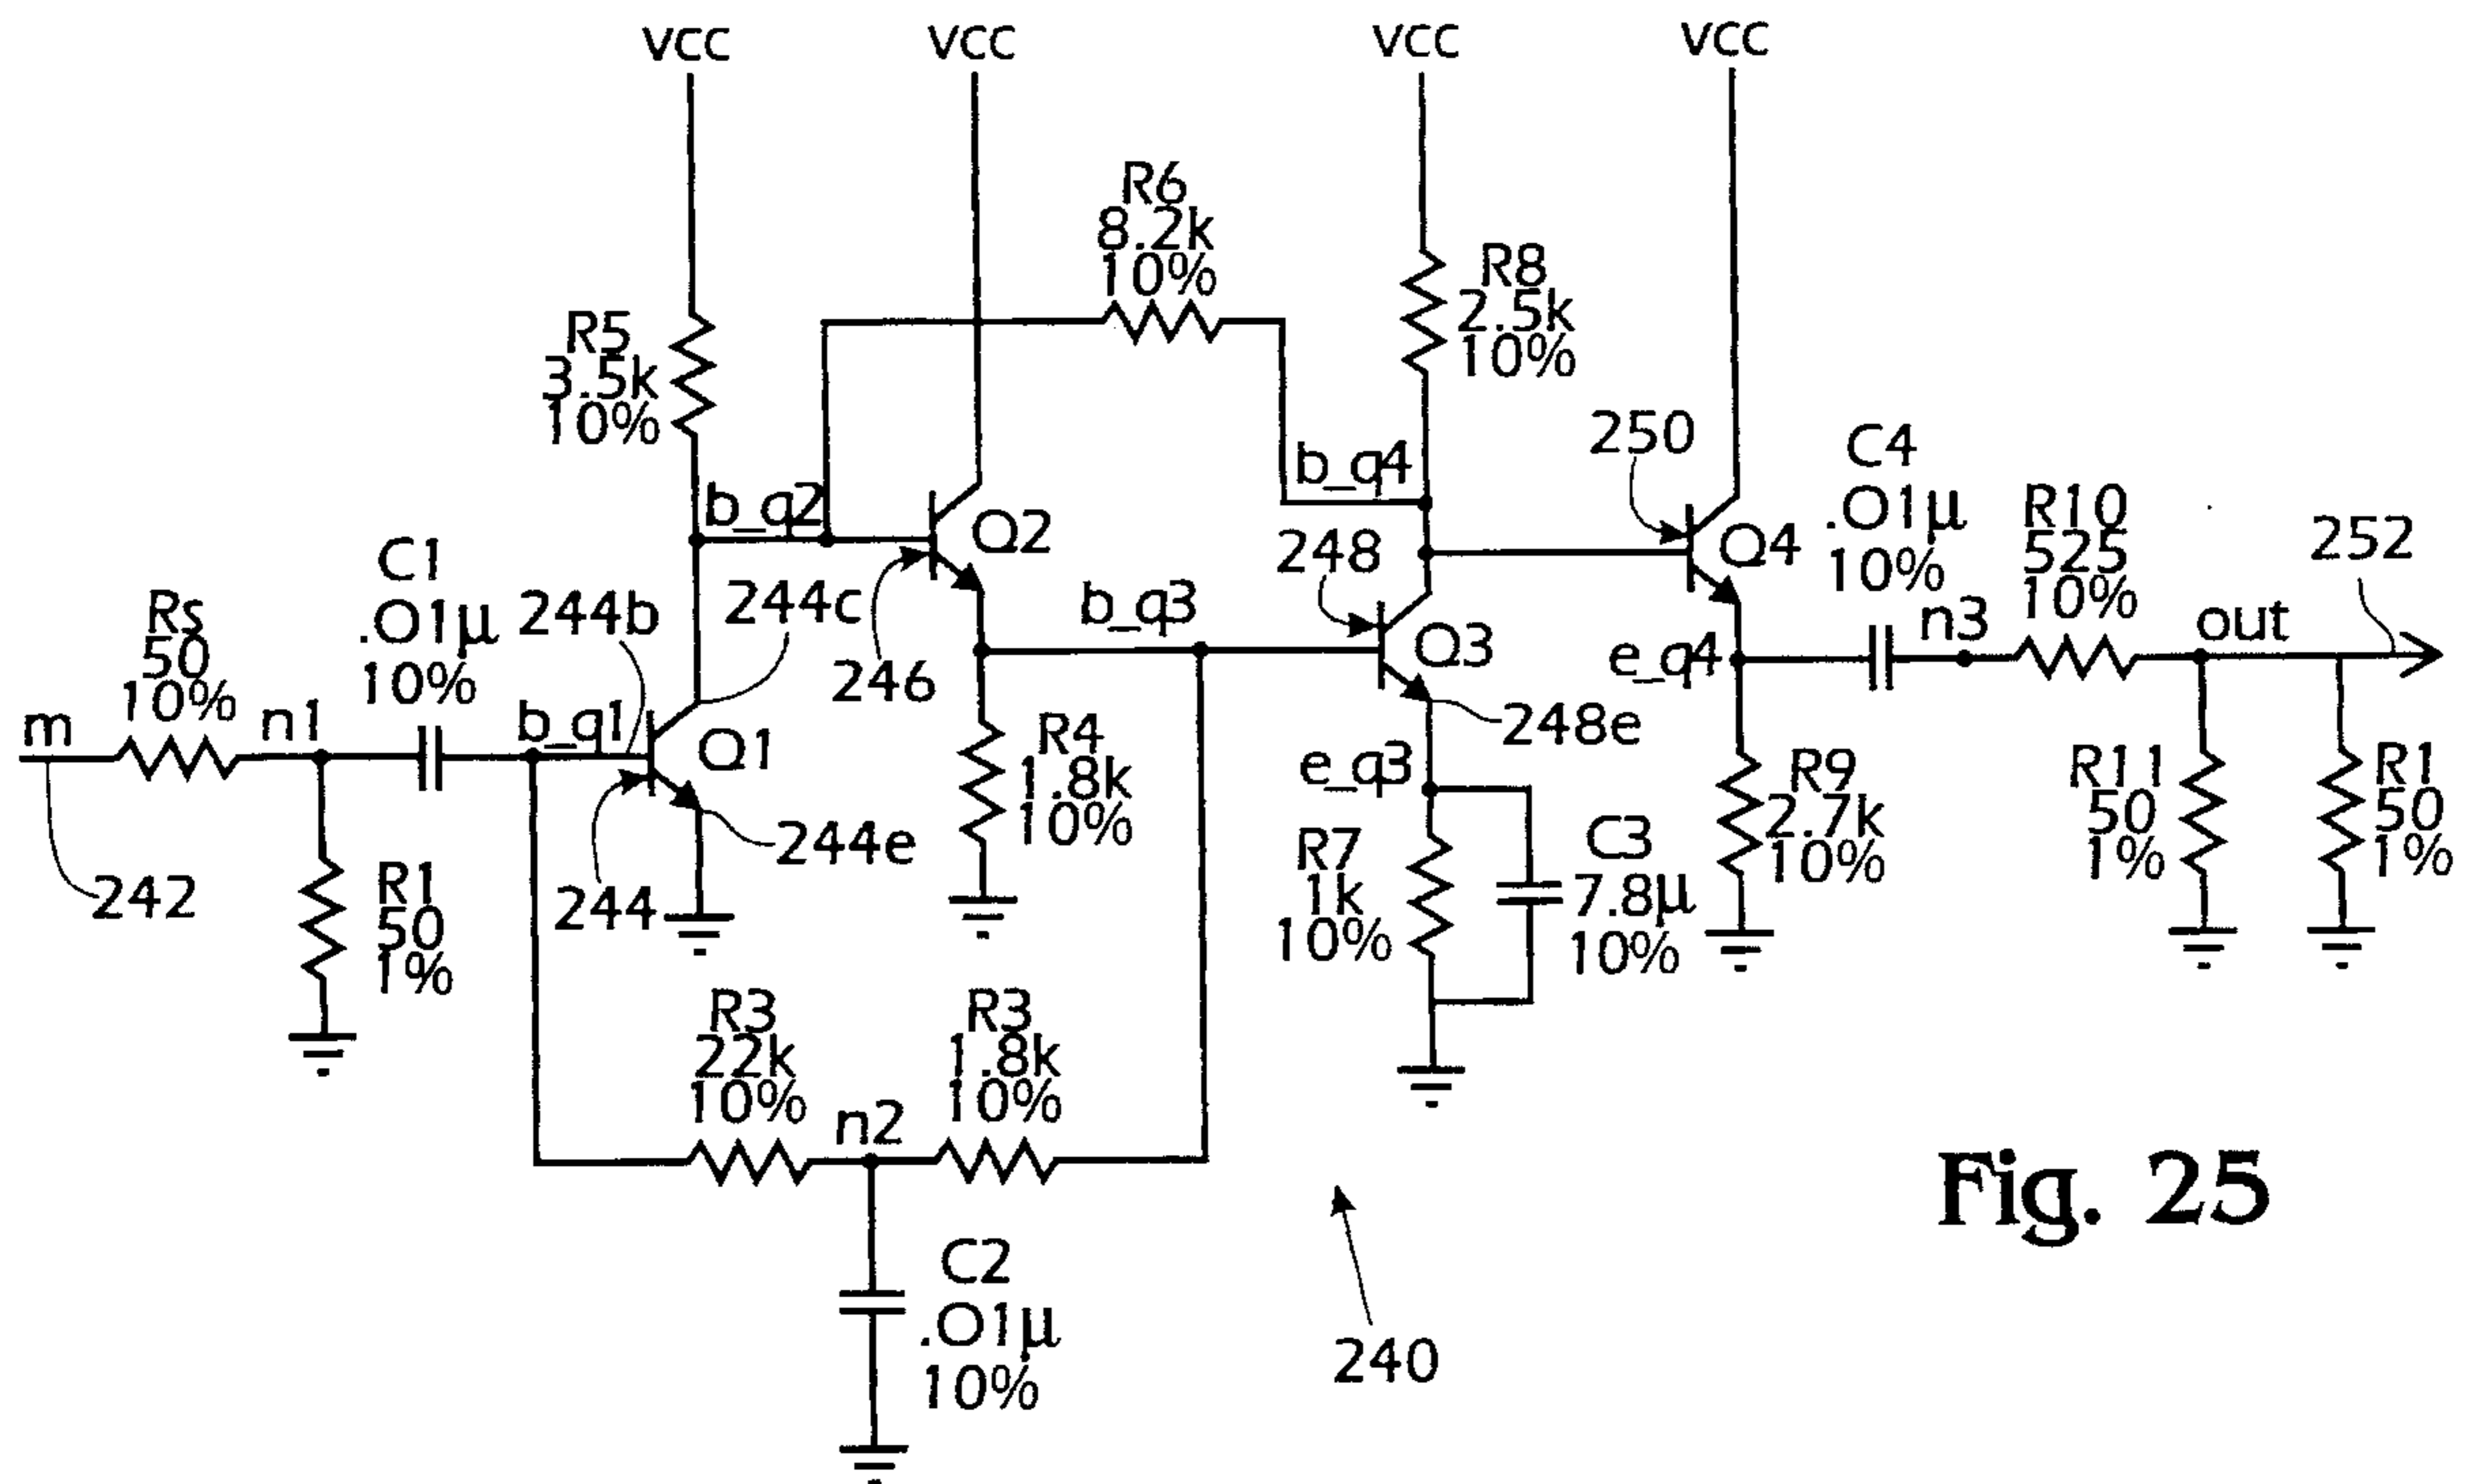 vcc
vcc
vcc
vcc
R6
8.2k
10%
R8
2.5k
10%
R5
3.5k
10%
250
C4
.01µ
10%
b_q4
R10
525
10%
b_q2
Q2
248
Q4
252
C1
.01µ
10%
244b
244c
b_q3
Rs
50
10%
n3
out
Q3
246
e_q4
m
n1
b_q1
Q1
R4
1.8k
10%
248e
e_q3
R9
2.7k
10%
R11
50
1%
R1
50
1%
244e
R7
1k
10%
C3
7.8µ
10%
242
R1
50
1%
244
R3
22k
10%
R3
1.8k
10%
n2
C2
.01µ
10%
240
Fig. 25